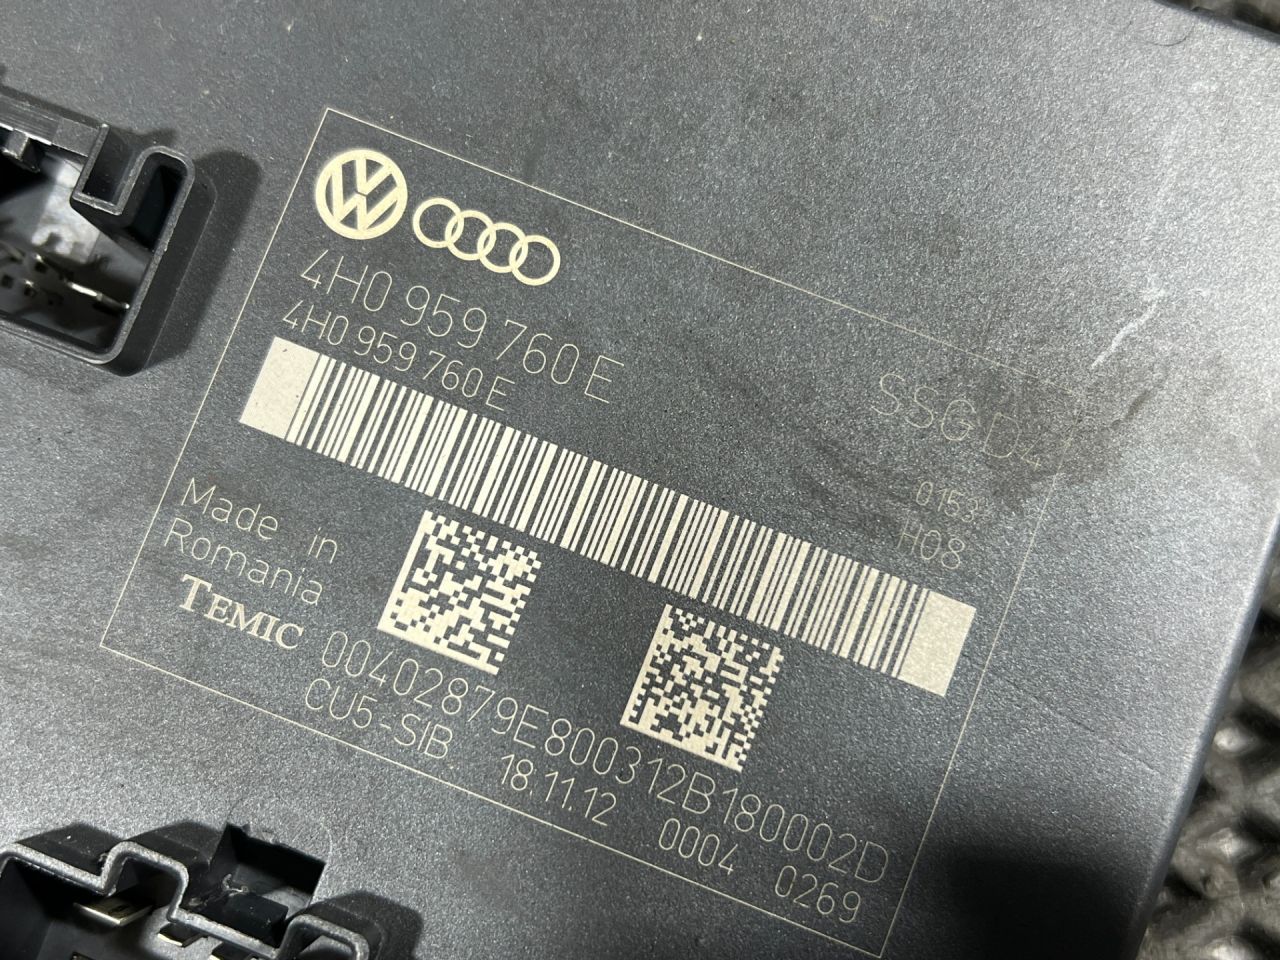 4H0 959 760 E
4H0 959 760 E
SSG D4
H08
Made in
Romania
TEMIC
00402879E800312B180002D
CU5-SIB 18.11.12 0004 0269